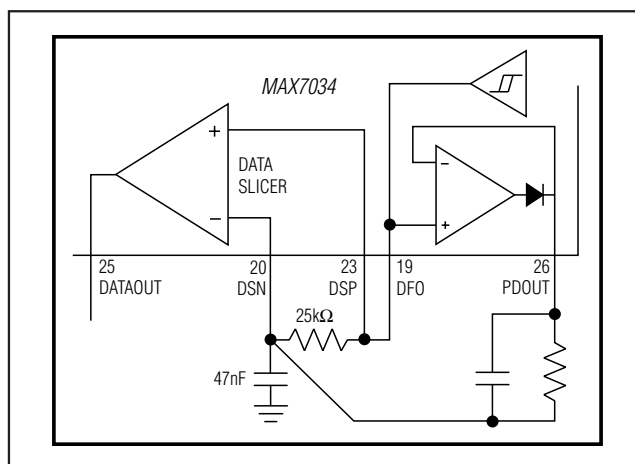 MAX7034
DATA
SLICER
+
−
−
+
25
DATAOUT
20
DSN
23
DSP
19
DFO
26
PDOUT
25kΩ
47nF